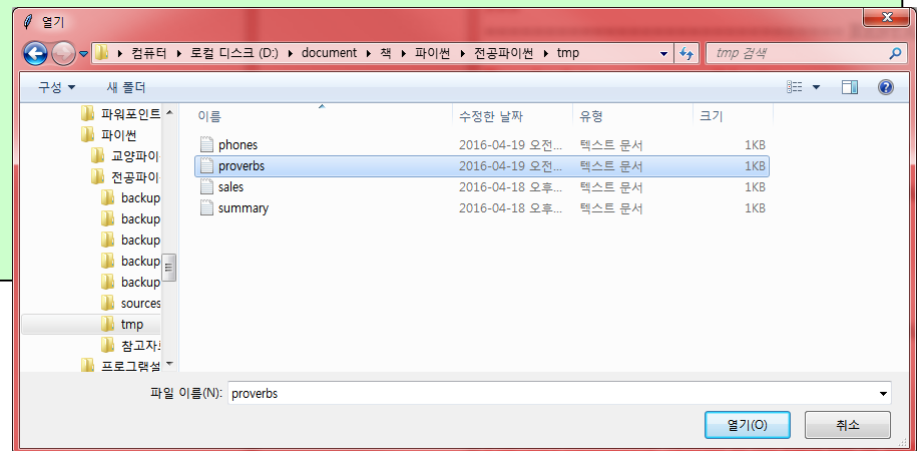 열기
컴퓨터 ▶ 로컬 디스크 (D:) ▶ document ▶ 책 ▶ 파이썬 ▶ 전공파이썬 ▶ tmp
tmp 검색
구성 ▼ 새 폴더
파워포인트
파이썬
교양파이
전공파이
backup
backup
backup
backup
backup
sources
tmp
참고자
프로그램설
이름 수정한 날짜 유형 크기
phones 2016-04-19 오전... 텍스트 문서 1KB
proverbs 2016-04-19 오전... 텍스트 문서 1KB
sales 2016-04-18 오후... 텍스트 문서 1KB
summary 2016-04-18 오후... 텍스트 문서 1KB
파일 이름(N): proverbs
열기(O) 취소